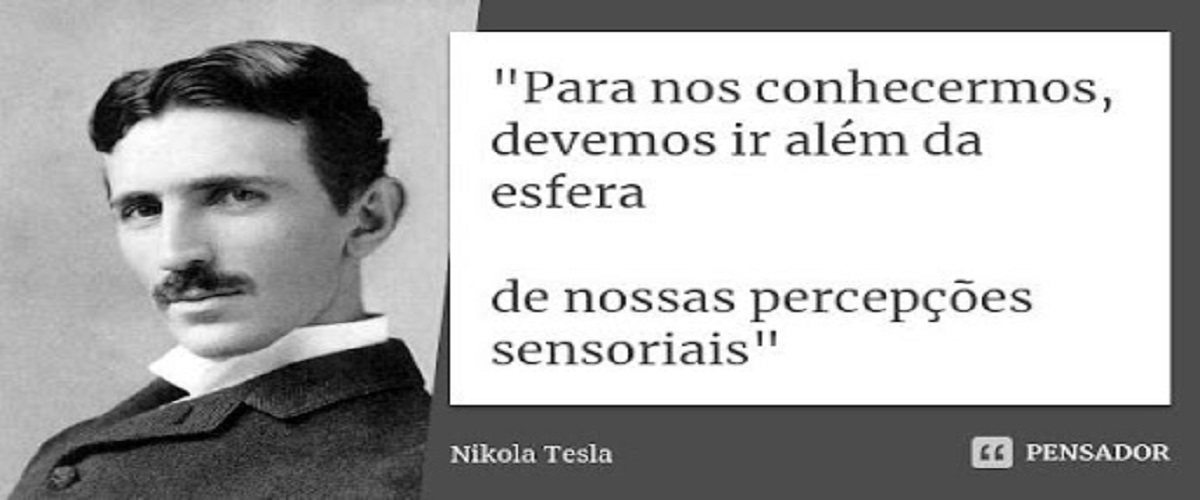 "Para nos conhecermos,
devemos ir além da
esfera
de nossas percepções
sensoriais"
Nikola Tesla
PENSADOR